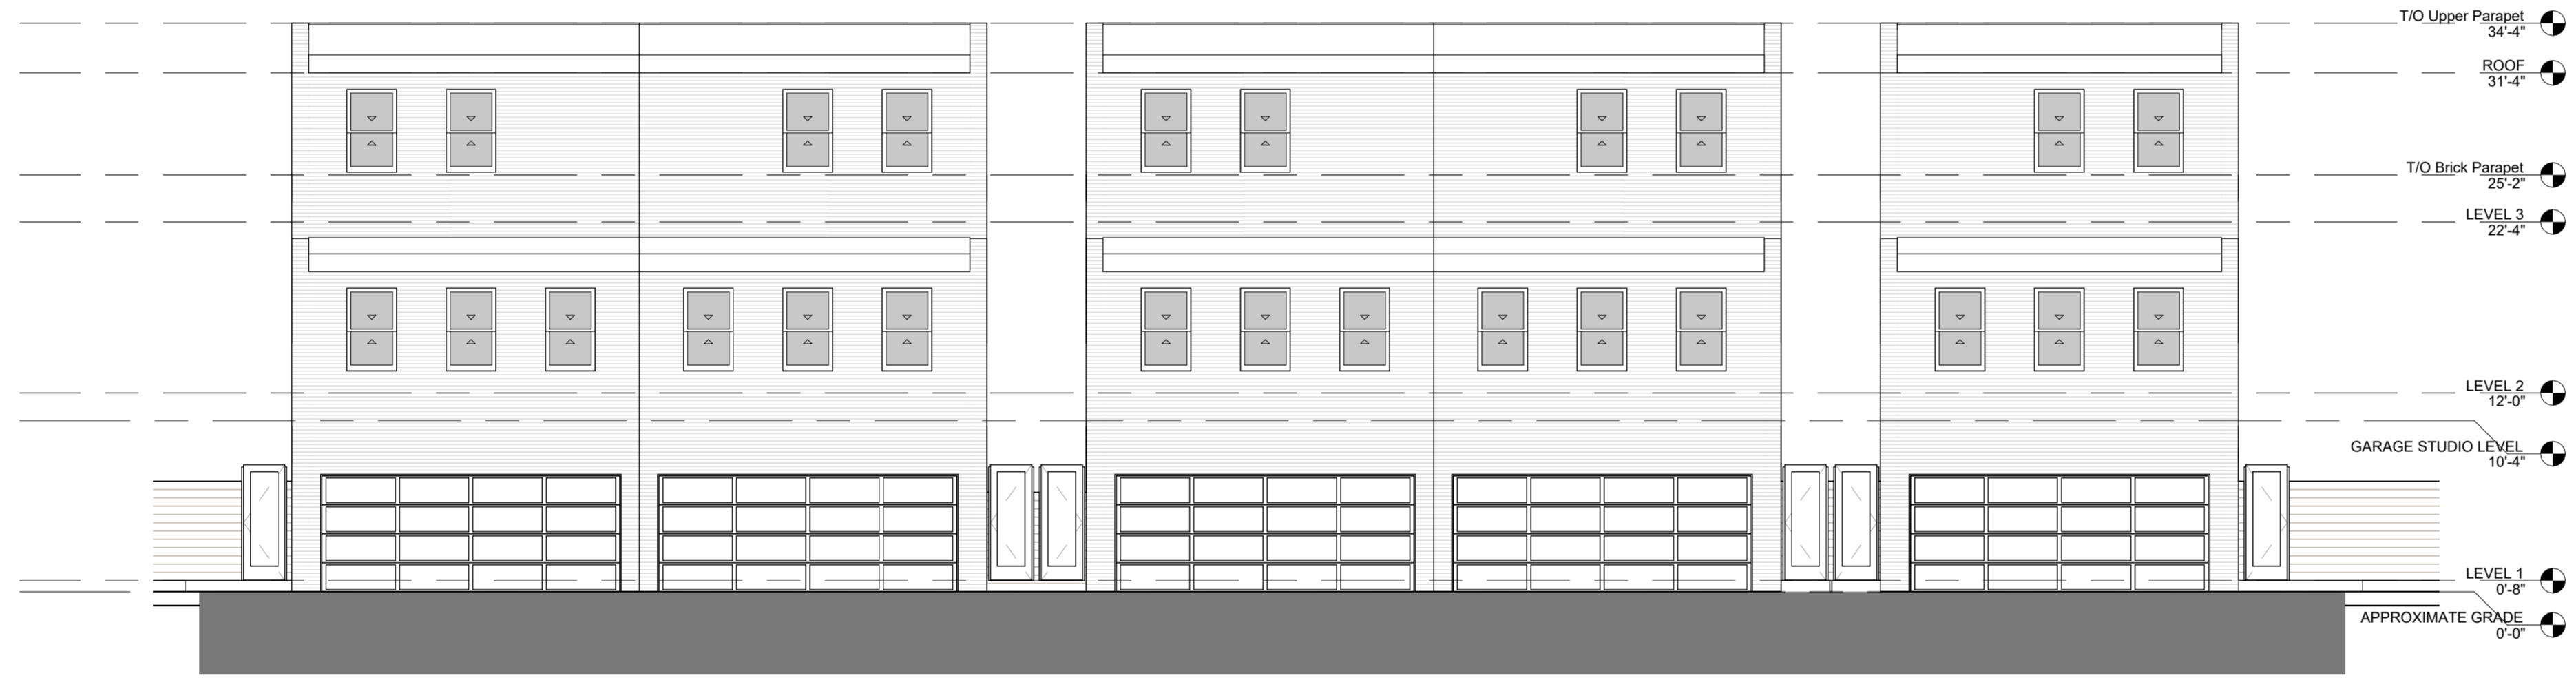 T/O Upper Parapet
34'-4"
ROOF
31'-4"
T/O Brick Parapet
25'-2"
LEVEL 3
22'-4"
LEVEL 2
12'-0"
GARAGE STUDIO LEVEL
10'-4"
LEVEL 1
0'-8"
APPROXIMATE GRADE
0'-0"